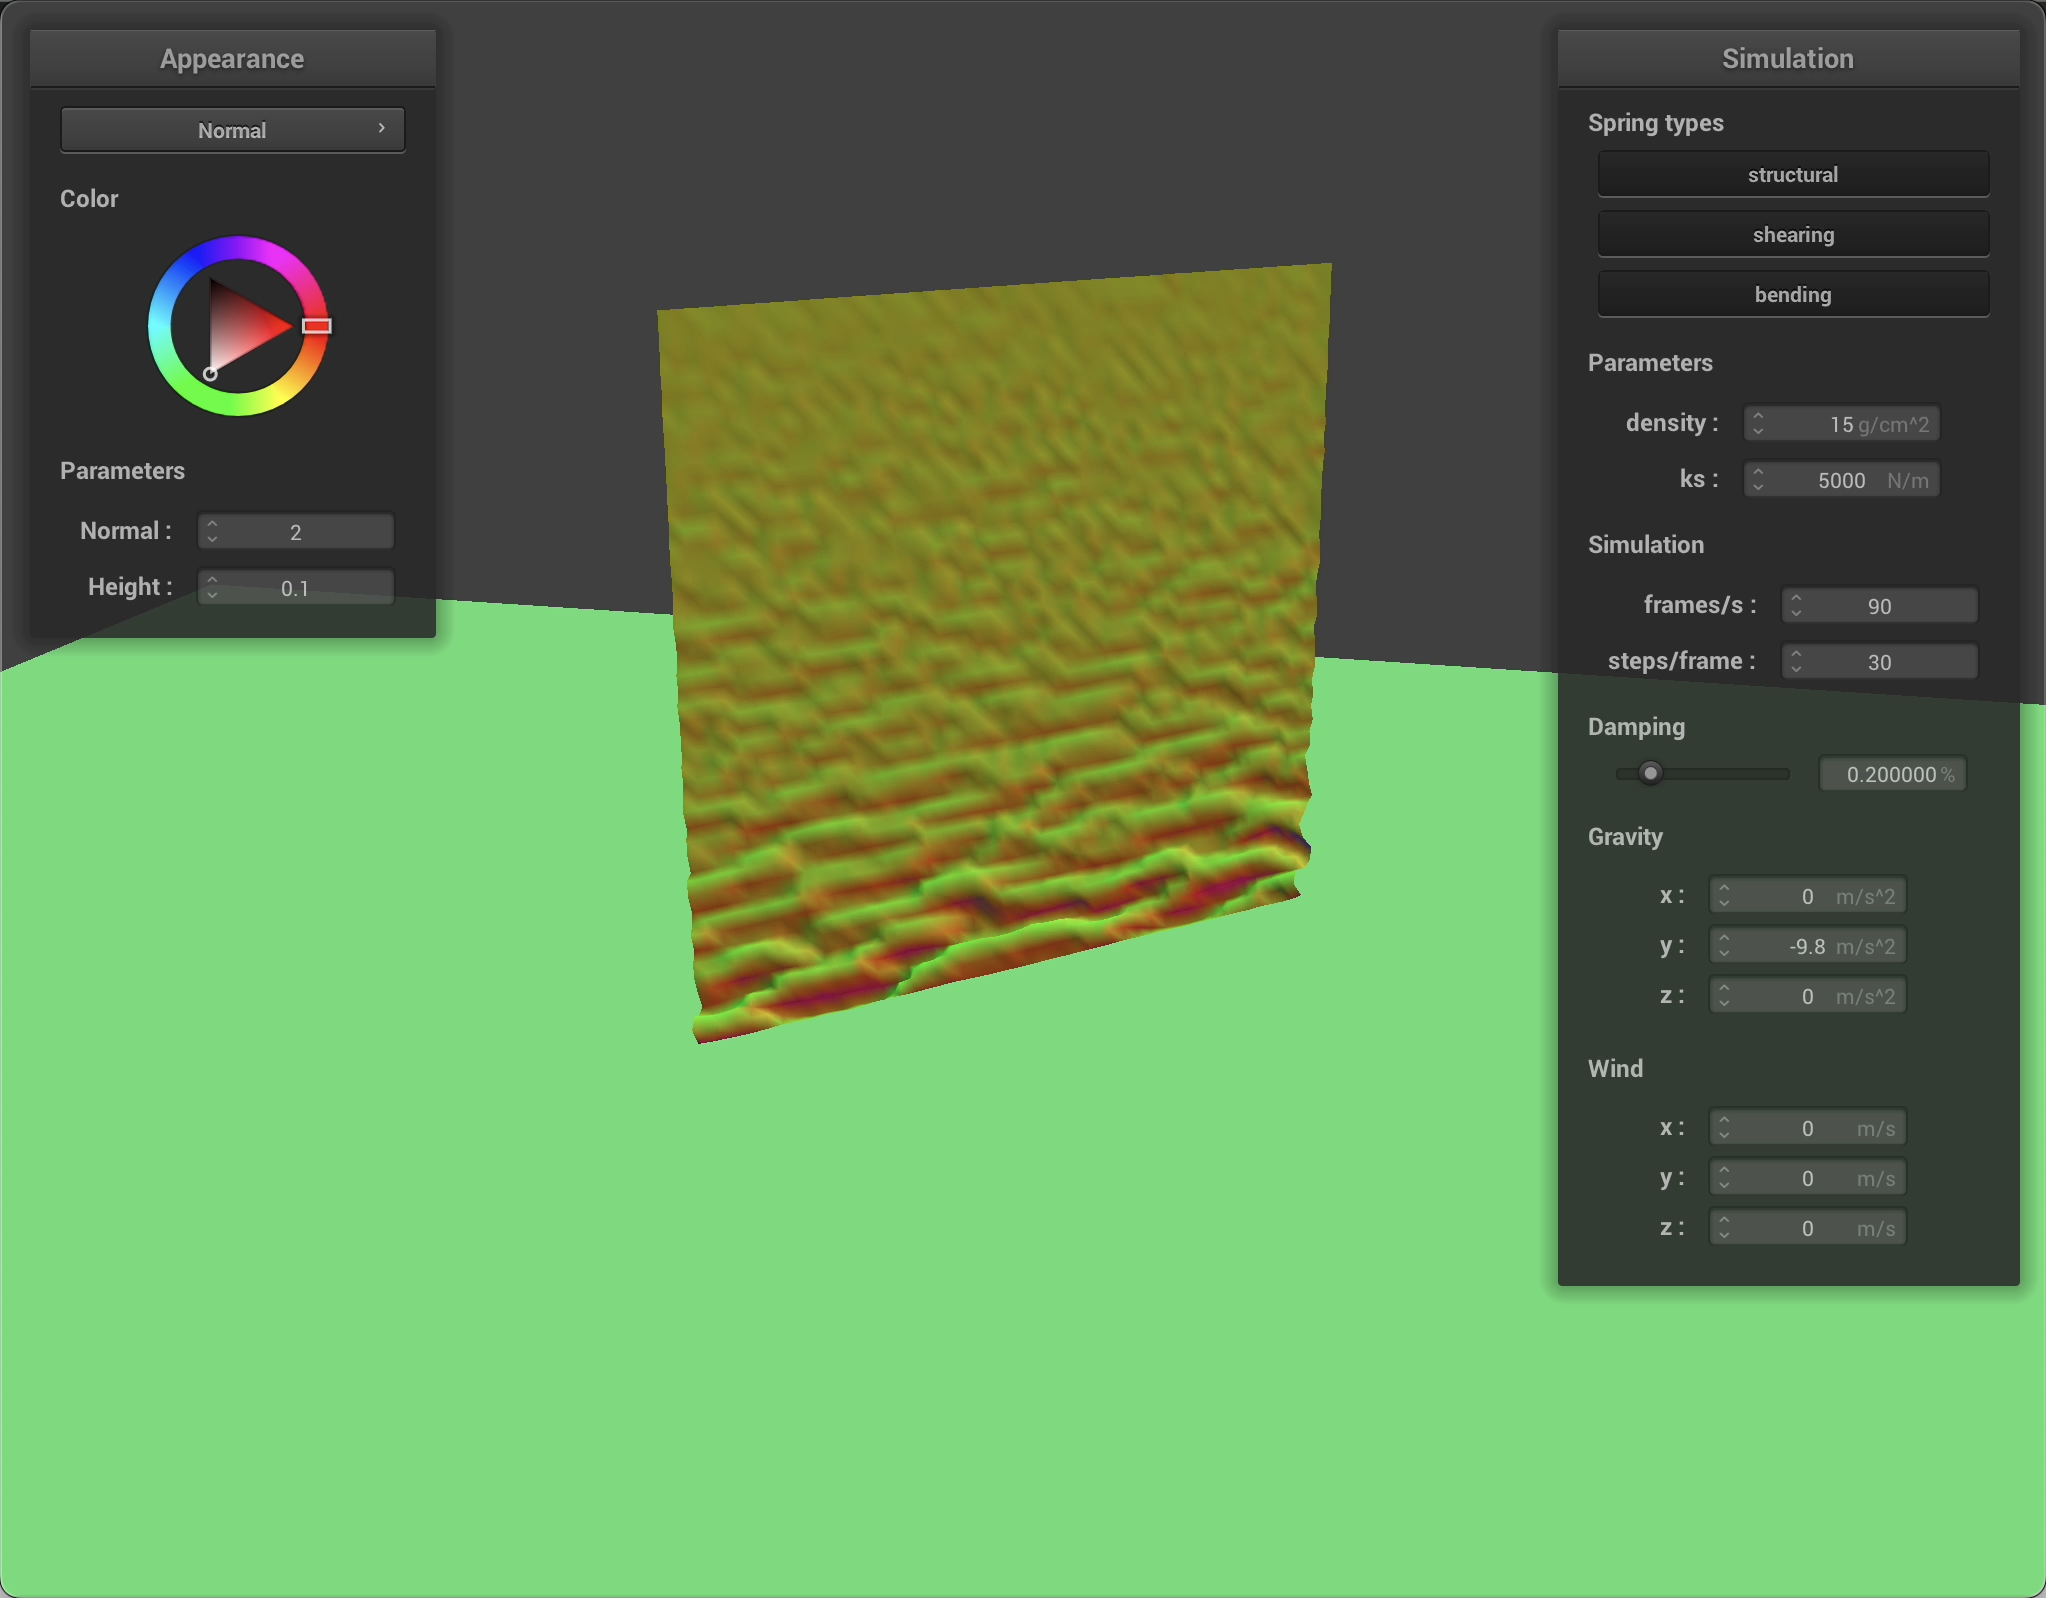 Appearance
Normal
Color
Parameters
Normal : 2
Height : 0.1
Simulation
Spring types
structural
shearing
bending
Parameters
density : 15 g/cm^2
ks : 5000 N/m
Simulation
frames/s : 90
steps/frame : 30
Damping
0.200000 %
Gravity
x : 0 m/s^2
y : -9.8 m/s^2
z : 0 m/s^2
Wind
x : 0 m/s
y : 0 m/s
z : 0 m/s